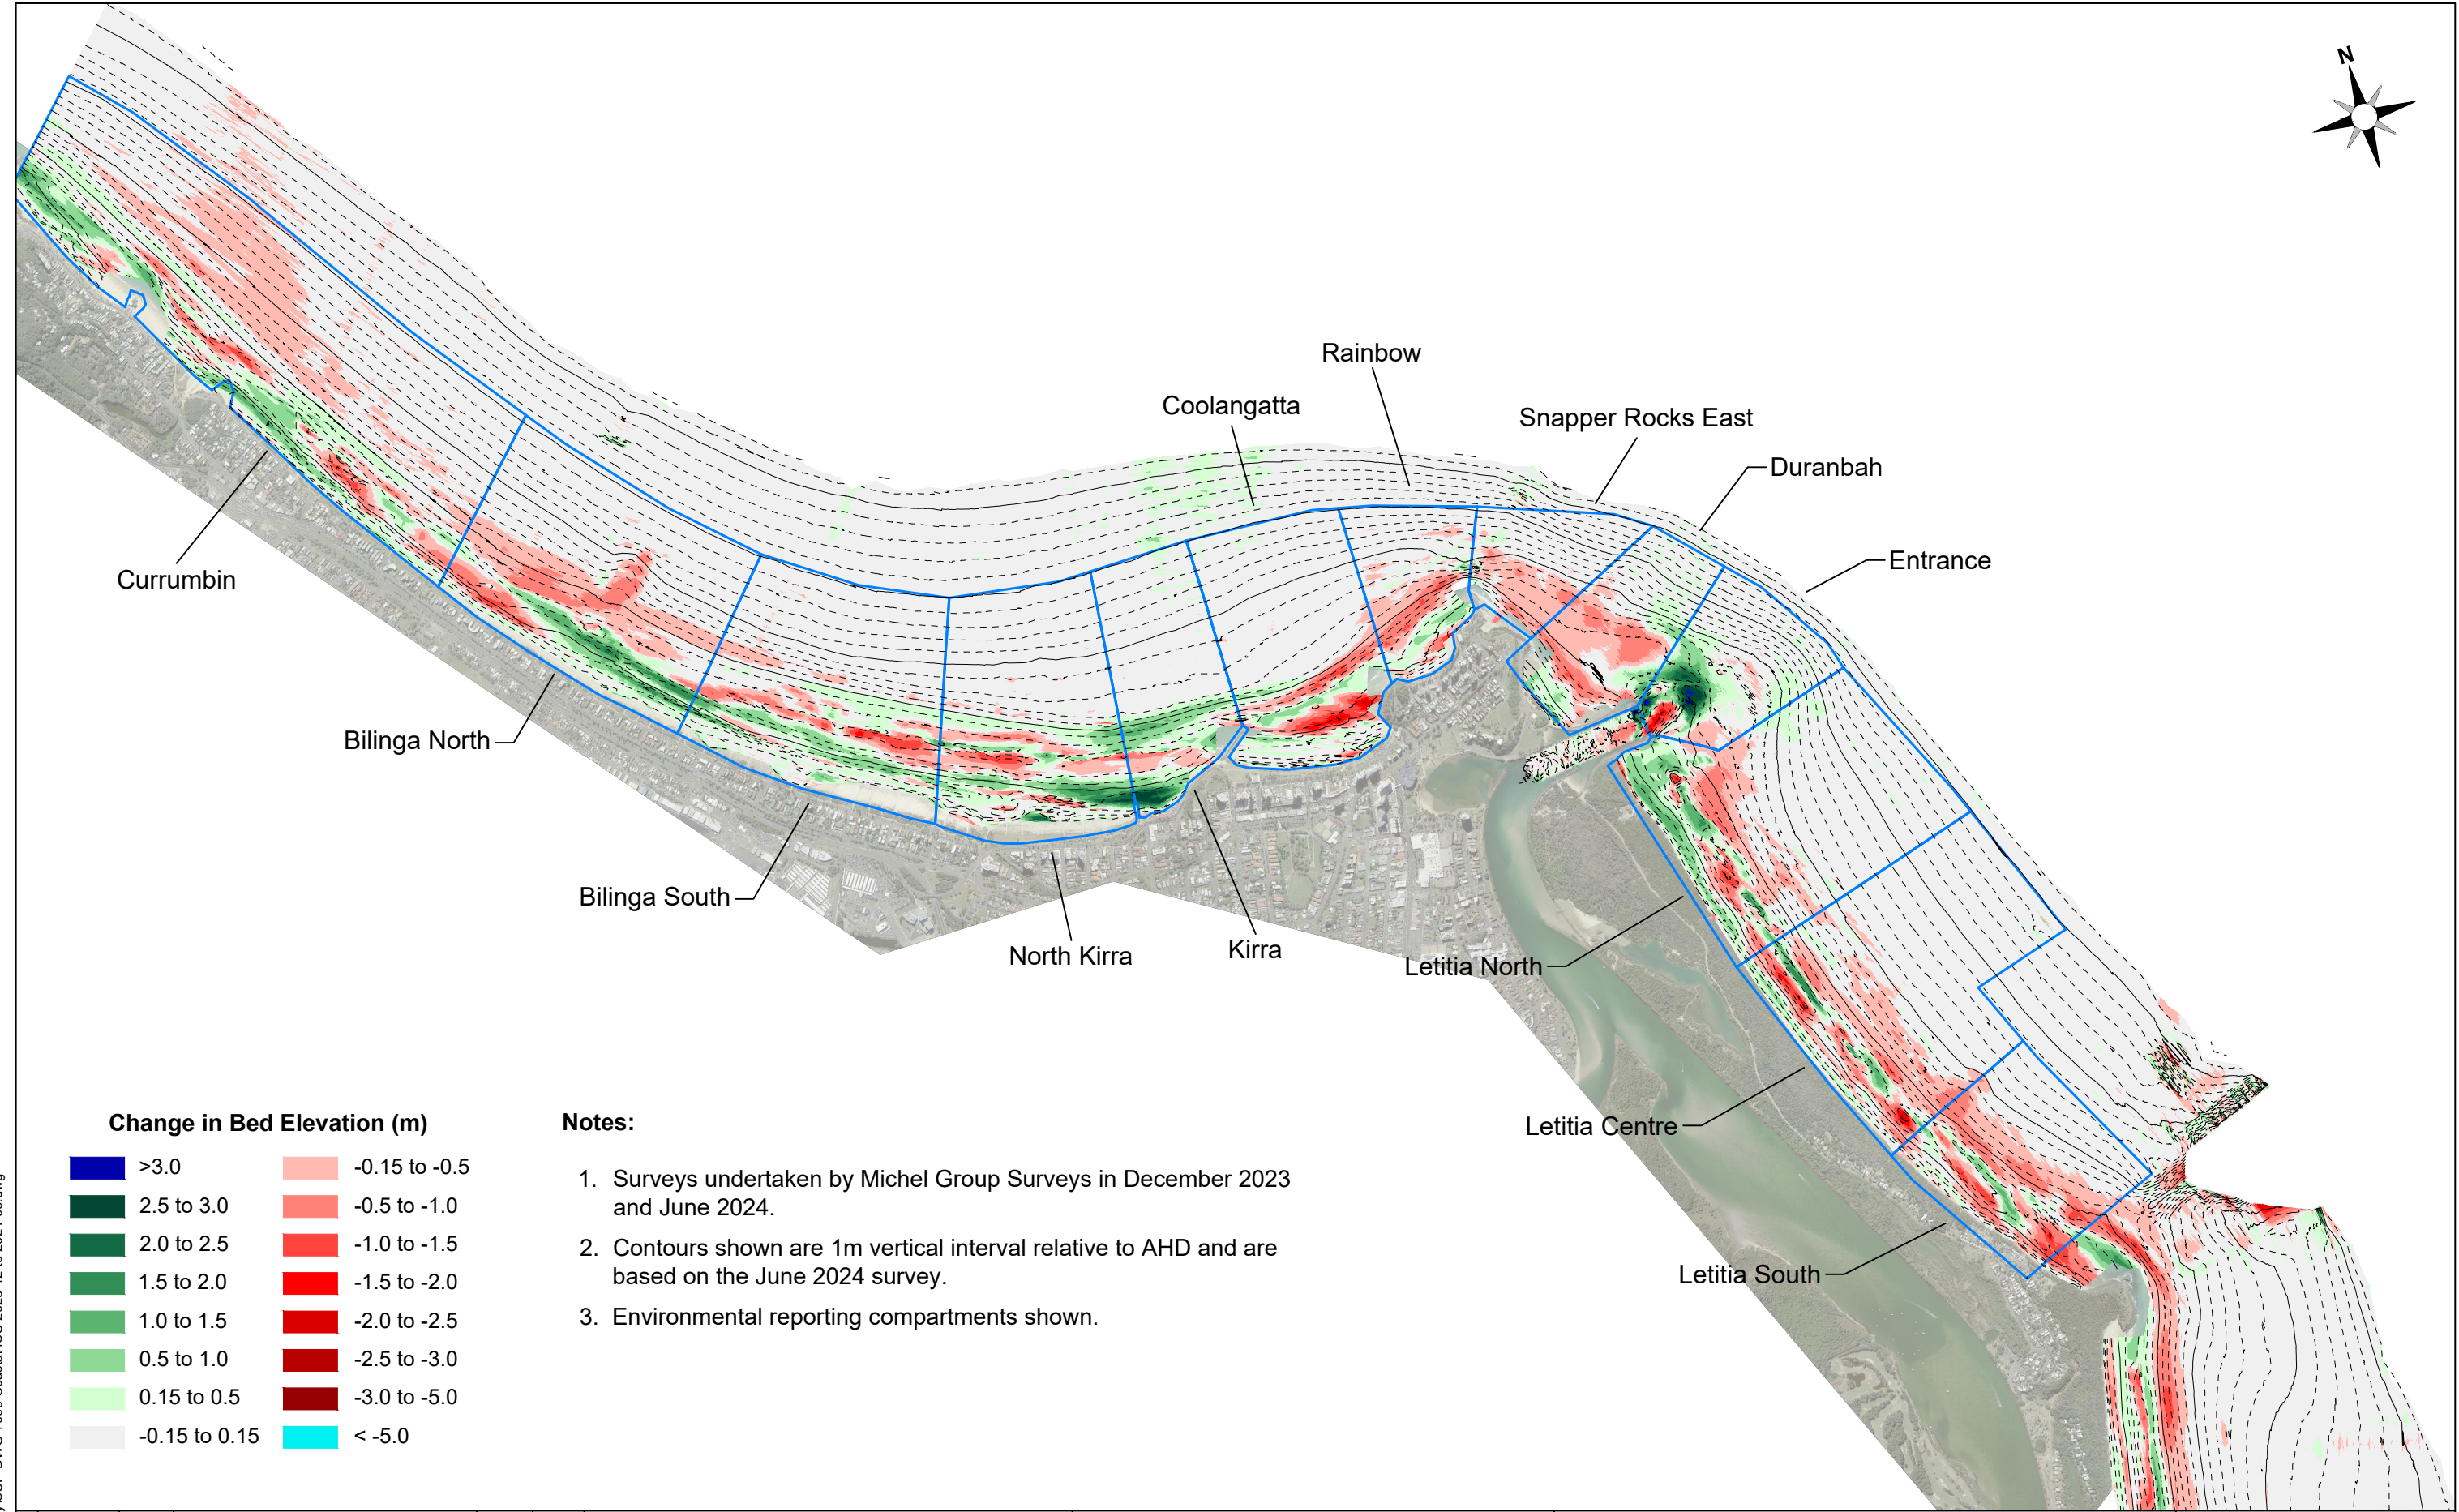 N
Rainbow
Coolangatta
Snapper Rocks East
Duranbah
Entrance
Currumbin
Bilinga North
Bilinga South
North Kirra
Kirra
Letitia North
Letitia Centre
Letitia South
Change in Bed Elevation (m)
>3.0
2.5 to 3.0
2.0 to 2.5
1.5 to 2.0
1.0 to 1.5
0.5 to 1.0
0.15 to 0.5
-0.15 to 0.15
-0.15 to -0.5
-0.5 to -1.0
-1.0 to -1.5
-1.5 to -2.0
-2.0 to -2.5
-2.5 to -3.0
-3.0 to -5.0
< -5.0
Notes:
1. Surveys undertaken by Michel Group Surveys in December 2023
and June 2024.
2. Contours shown are 1m vertical interval relative to AHD and are
based on the June 2024 survey.
3. Environmental reporting compartments shown.